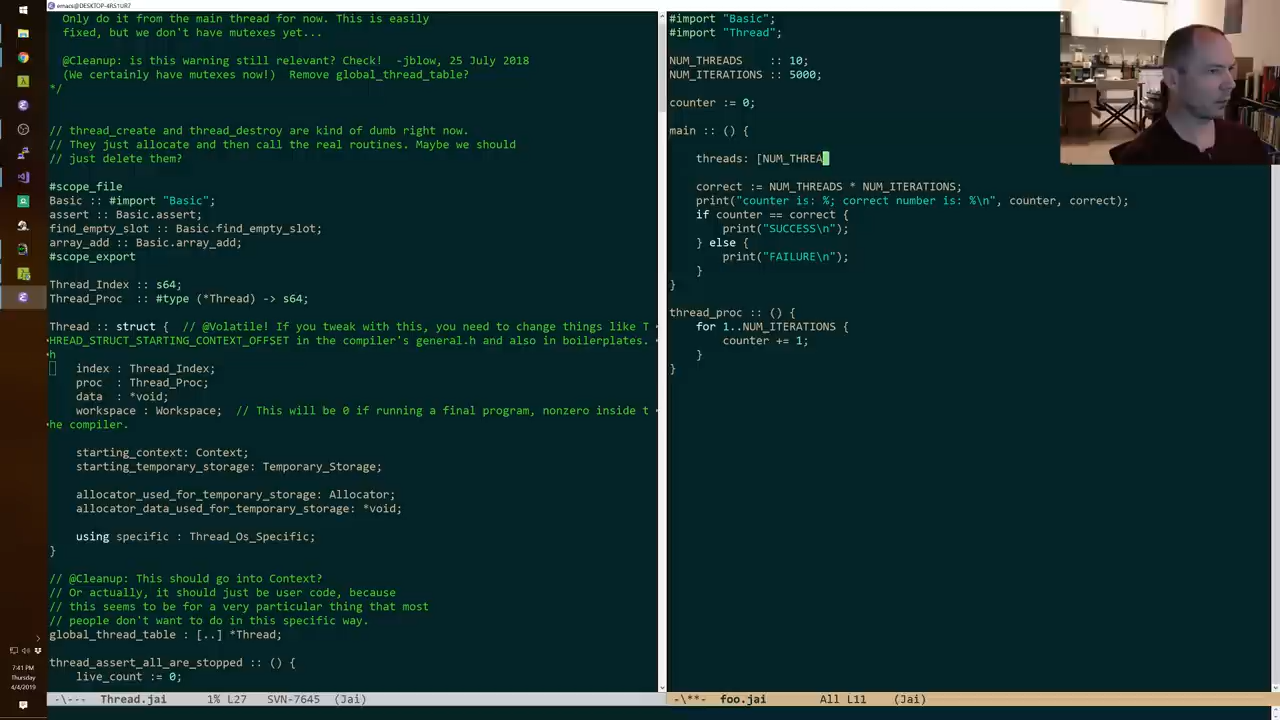 emacs@DESKTOP-4RS1UR7
Only do it from the main thread for now. This is easily
fixed, but we don't have mutexes yet...
@Cleanup: is this warning still relevant? Check!  -jblow, 25 July 2018
(We certainly have mutexes now!)  Remove global_thread_table?
*/
// thread_create and thread_destroy are kind of dumb right now.
// They just allocate and then call the real routines. Maybe we should
// just delete them?
#scope_file
Basic :: #import "Basic";
assert :: Basic.assert;
find_empty_slot :: Basic.find_empty_slot;
array_add :: Basic.array_add;
#scope_export
Thread_Index :: s64;
Thread_Proc  :: #type (*Thread) -> s64;
Thread :: struct {  // @Volatile! If you tweak with this, you need to change things like T
HREAD_STRUCT_STARTING_CONTEXT_OFFSET in the compiler's general.h and also in boilerplates.
h
index : Thread_Index;
proc  : Thread_Proc;
data  : *void;
workspace : Workspace;  // This will be 0 if running a final program, nonzero inside t
he compiler.
starting_context: Context;
starting_temporary_storage: Temporary_Storage;
allocator_used_for_temporary_storage: Allocator;
allocator_data_used_for_temporary_storage: *void;
using specific : Thread_Os_Specific;
}
// @Cleanup: This should go into Context?
// Or actually, it should just be user code, because
// this seems to be for a very particular thing that most
// people don't want to do in this specific way.
global_thread_table : [..] *Thread;
thread_assert_all_are_stopped :: () {
live_count := 0;
-\---  Thread.jai      1% L27    SVN-7645  (Jai)
#import "Basic";
#import "Thread";
NUM_THREADS    :: 10;
NUM_ITERATIONS :: 5000;
counter := 0;
main :: () {
threads: [NUM_THREA
correct := NUM_THREADS * NUM_ITERATIONS;
print("counter is: %; correct number is: %\n", counter, correct);
if counter == correct {
print("SUCCESS\n");
} else {
print("FAILURE\n");
}
}
thread_proc :: () {
for 1..NUM_ITERATIONS {
counter += 1;
}
}
-\**-  foo.jai        All L11    (Jai)
7:41 PM
Thursday
4/4/2019